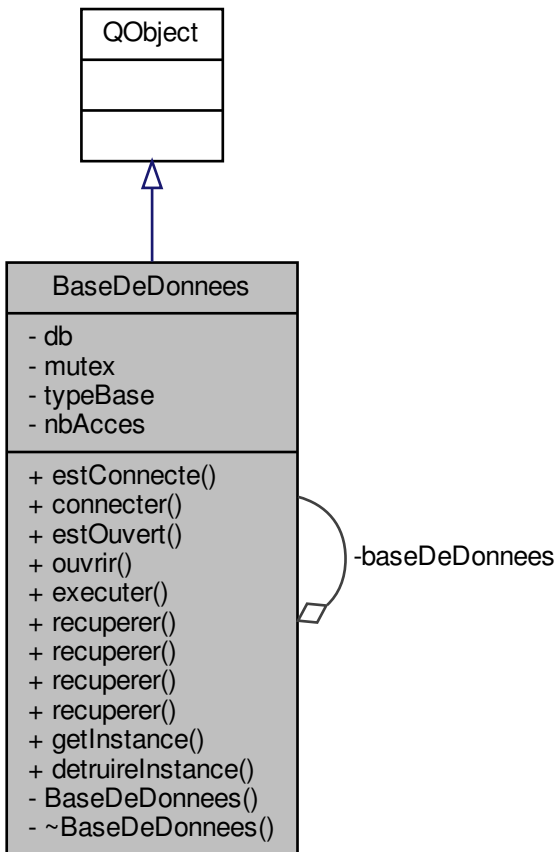 QObject
BaseDeDonnees
- db
- mutex
- typeBase
- nbAcces
+ estConnecte()
+ connecter()
+ estOuvert()
+ ouvrir()
-baseDeDonnees
+ executer()
+ recuperer()
+ recuperer()
+ recuperer()
+ recuperer()
+ getInstance()
+ detruireInstance()
- BaseDeDonnees()
- ~BaseDeDonnees()